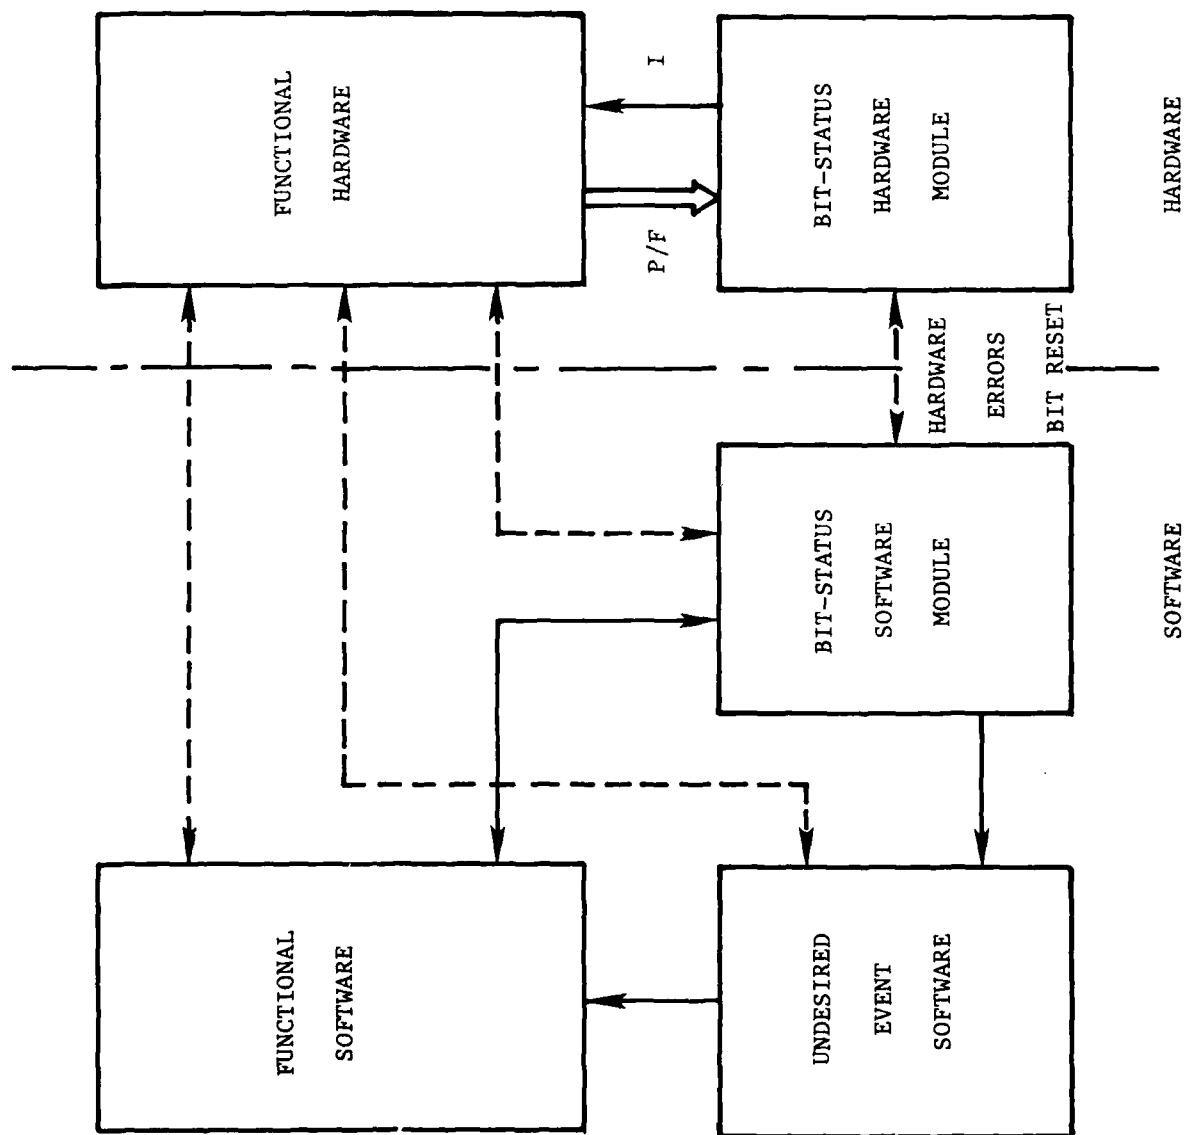 FUNCTIONAL
SOFTWARE
FUNCTIONAL
HARDWARE
P/F
I
UNDESIRED
EVENT
SOFTWARE
BIT-STATUS
SOFTWARE
MODULE
HARDWARE
ERRORS
BIT RESET
BIT-STATUS
HARDWARE
MODULE
SOFTWARE
HARDWARE